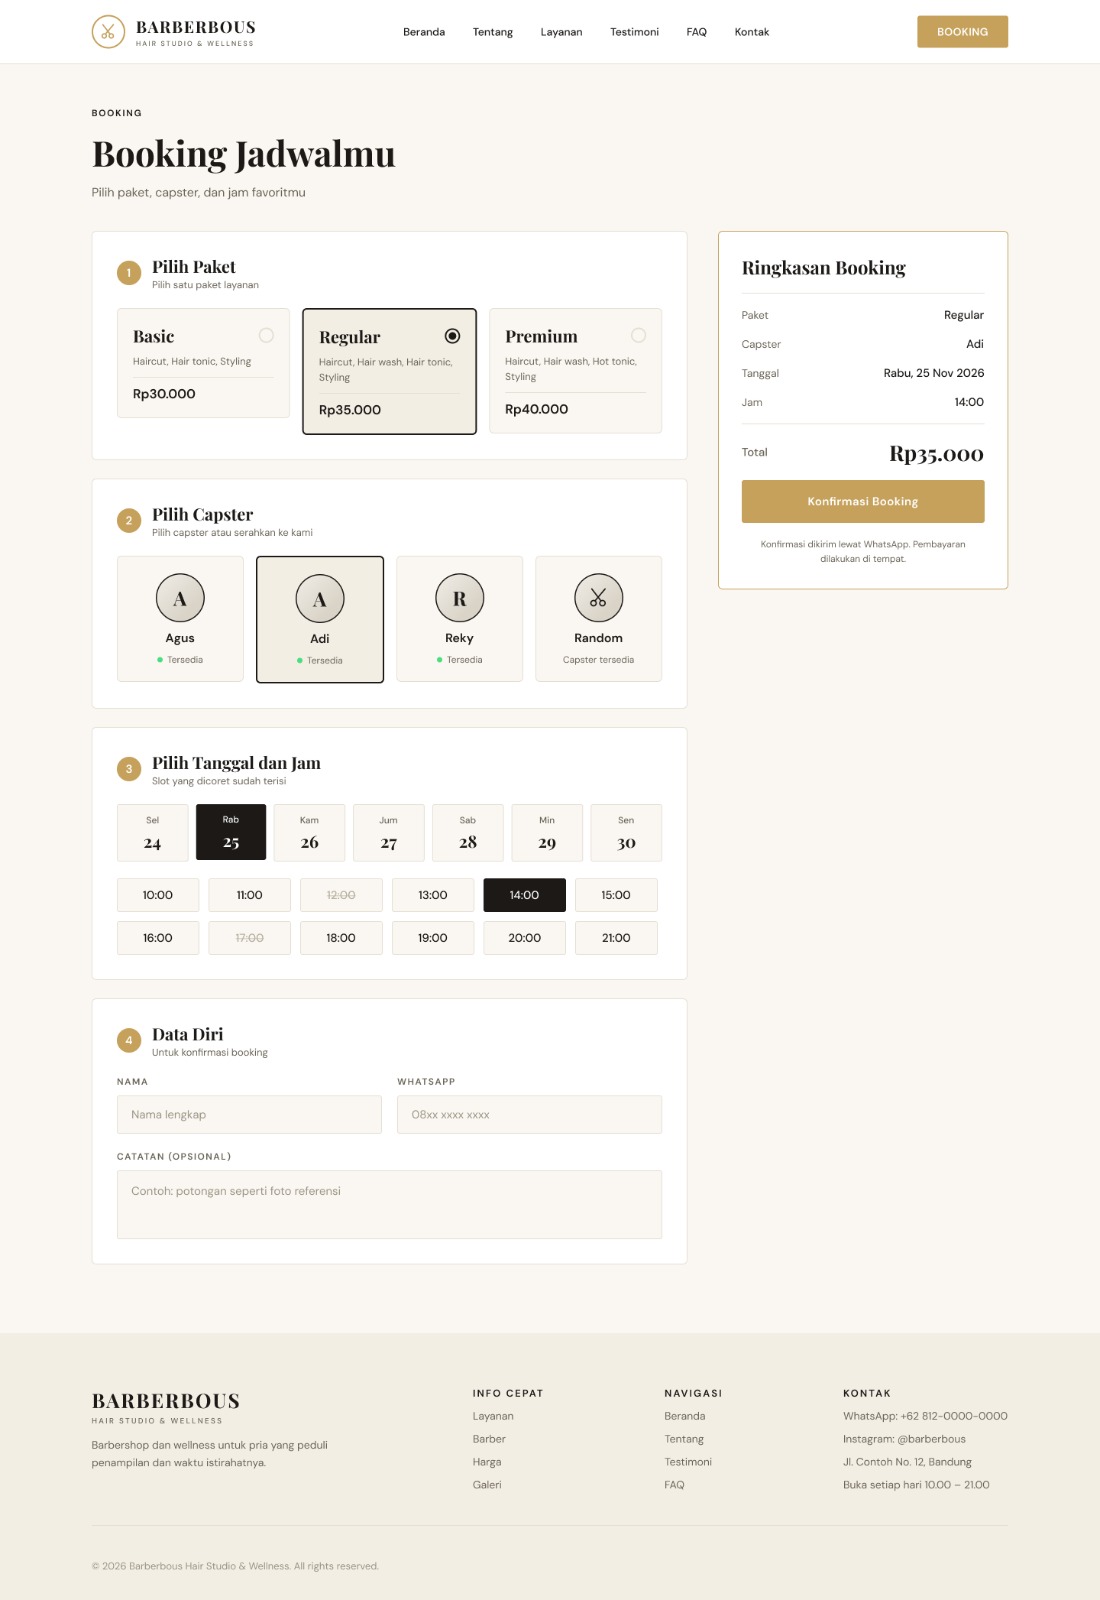 BARBERBOUS
HAIR STUDIO & WELLNESS
Beranda
Tentang
Layanan
Testimoni
FAQ
Kontak
BOOKING
BOOKING
Booking Jadwalmu
Pilih paket, capster, dan jam favoritmu
1
Pilih Paket
Pilih satu paket layanan
Basic
Haircut, Hair tonic, Styling
Rp30.000
Regular
Haircut, Hair wash, Hair tonic,
Styling
Rp35.000
Premium
Haircut, Hair wash, Hot tonic,
Styling
Rp40.000
2
Pilih Capster
Pilih capster atau serahkan ke kami
A
Agus
Tersedia
A
Adi
Tersedia
R
Reky
Tersedia
Random
Capster tersedia
3
Pilih Tanggal dan Jam
Slot yang dicoret sudah terisi
Sel
24
Rab
25
Kam
26
Jum
27
Sab
28
Min
29
Sen
30
10:00
11:00
12:00
13:00
14:00
15:00
16:00
17:00
18:00
19:00
20:00
21:00
4
Data Diri
Untuk konfirmasi booking
NAMA
Nama lengkap
WHATSAPP
08xx xxxx xxxx
CATATAN (OPSIONAL)
Contoh: potongan seperti foto referensi
Ringkasan Booking
Paket Regular
Capster Adi
Tanggal Rabu, 25 Nov 2026
Jam 14:00
Total Rp35.000
Konfirmasi Booking
Konfirmasi dikirim lewat WhatsApp. Pembayaran
dilakukan di tempat.
BARBERBOUS
HAIR STUDIO & WELLNESS
Barbershop dan wellness untuk pria yang peduli
penampilan dan waktu istirahatnya.
INFO CEPAT
Layanan
Barber
Harga
Galeri
NAVIGASI
Beranda
Tentang
Testimoni
FAQ
KONTAK
WhatsApp: +62 812-0000-0000
Instagram: @barberbous
Jl. Contoh No. 12, Bandung
Buka setiap hari 10.00 – 21.00
© 2026 Barberbous Hair Studio & Wellness. All rights reserved.